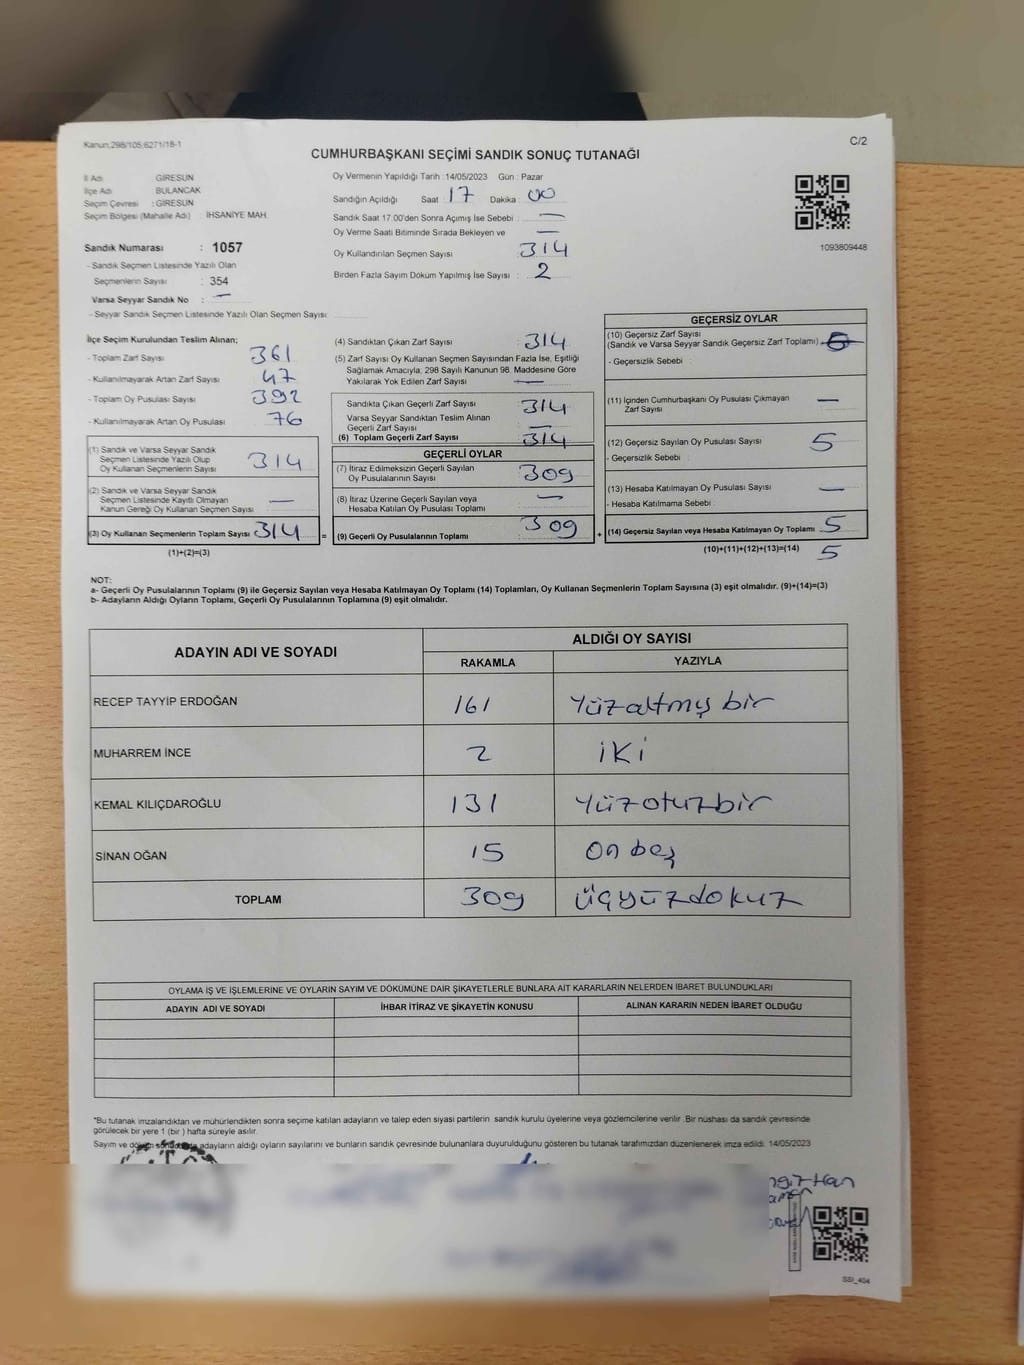 Kanun;298/105;6271/18-1
C/2
CUMHURBAŞKANI SEÇİMİ SANDIK SONUÇ TUTANAĞI
İl Adı GİRESUN
İlçe Adı BULANCAK
Seçim Çevresi : GİRESUN
Seçim Bölgesi (Mahalle Adı) İHSANİYE MAH.
Sandık Numarası : 1057
- Sandık Seçmen Listesinde Yazılı Olan
Seçmenlerin Sayısı : 354
Varsa Seyyar Sandık No : —
- Seyyar Sandık Seçmen Listesinde Yazılı Olan Seçmen Sayısı:
Oy Vermenin Yapıldığı Tarih :14/05/2023 Gün : Pazar
Sandığın Açıldığı Saat 17 Dakika 00
Sandık Saat 17.00'den Sonra Açımış İse Sebebi : —
Oy Verme Saati Bitiminde Sırada Bekleyen ve —
Oy Kullandırılan Seçmen Sayısı : 314
Birden Fazla Sayım Döküm Yapılmış İse Sayısı : 2
1093809448
İlçe Seçim Kurulundan Teslim Alınan;
- Toplam Zarf Sayısı 361
- Kullanılmayarak Artan Zarf Sayısı 47
- Toplam Oy Pusulası Sayısı 392
- Kullanılmayarak Artan Oy Pusulası 76
(1) Sandık ve Varsa Seyyar Sandık
Seçmen Listesinde Yazılı Olup
Oy Kullanan Seçmenlerin Sayısı 314
(2) Sandık ve Varsa Seyyar Sandık
Seçmen Listesinde Kayıtlı Olmayan
Kanun Gereği Oy Kullanan Seçmen Sayısı —
(3) Oy Kullanan Seçmenlerin Toplam Sayısı 314 =
(1)+(2)=(3)
(4) Sandıktan Çıkan Zarf Sayısı : 314
(5) Zarf Sayısı Oy Kullanan Seçmen Sayısından Fazla İse, Eşitliği
Sağlamak Amacıyla, 298 Sayılı Kanunun 98. Maddesine Göre
Yakılarak Yok Edilen Zarf Sayısı : —
Sandıkta Çıkan Geçerli Zarf Sayısı : 314
Varsa Seyyar Sandıktan Teslim Alınan
Geçerli Zarf Sayısı : —
(6) Toplam Geçerli Zarf Sayısı : 314
GEÇERLİ OYLAR
(7) İtiraz Edilmeksizin Geçerli Sayılan
Oy Pusulalarının Sayısı : 309
(8) İtiraz Üzerine Geçerli Sayılan veya
Hesaba Katılan Oy Pusulası Toplamı : —
(9) Geçerli Oy Pusulalarının Toplamı : 309 +
GEÇERSİZ OYLAR
(10) Geçersiz Zarf Sayısı
(Sandık ve Varsa Seyyar Sandık Geçersiz Zarf Toplamı)
- Geçersizlik Sebebi :
(11) İçinden Cumhurbaşkanı Oy Pusulası Çıkmayan
Zarf Sayısı —
(12) Geçersiz Sayılan Oy Pusulası Sayısı 5
- Geçersizlik Sebebi :
(13) Hesaba Katılmayan Oy Pusulası Sayısı —
- Hesaba Katılmama Sebebi :
(14) Geçersiz Sayılan veya Hesaba Katılmayan Oy Toplamı 5
(10)+(11)+(12)+(13)=(14) 5
NOT:
a- Geçerli Oy Pusulalarının Toplamı (9) ile Geçersiz Sayılan veya Hesaba Katılmayan Oy Toplamı (14) Toplamları, Oy Kullanan Seçmenlerin Toplam Sayısına (3) eşit olmalıdır. (9)+(14)=(3)
b- Adayların Aldığı Oyların Toplamı, Geçerli Oy Pusulalarının Toplamına (9) eşit olmalıdır.
ADAYIN ADI VE SOYADI ALDIĞI OY SAYISI
RAKAMLA YAZIYLA
RECEP TAYYİP ERDOĞAN 161 Yüzaltmış bir
MUHARREM İNCE 2 iki
KEMAL KILIÇDAROĞLU 131 Yüzotuzbir
SİNAN OĞAN 15 on beş
TOPLAM 309 Üçyüzdokuz
OYLAMA İŞ VE İŞLEMLERİNE VE OYLARIN SAYIM VE DÖKÜMÜNE DAİR ŞİKAYETLERLE BUNLARA AİT KARARLARIN NELERDEN İBARET BULUNDUKLARI
ADAYIN ADI VE SOYADI İHBAR İTİRAZ VE ŞİKAYETİN KONUSU ALINAN KARARIN NEDEN İBARET OLDUĞU
*Bu tutanak imzalandıktan ve mühürlendikten sonra seçime katılan adayların ve talep eden siyasi partilerin sandık kurulu üyelerine veya gözlemcilerine verilir. Bir nüshası da sandık çevresinde
görülecek bir yere 1 (bir ) hafta süreyle asılır.
Sayım ve döküm sonucunda adayların aldığı oyların sayılarını ve bunların sandık çevresinde bulunanlara duyurulduğunu gösteren bu tutanak tarafımızdan düzenlenerek imza edildi. 14/05/2023
SSI_404